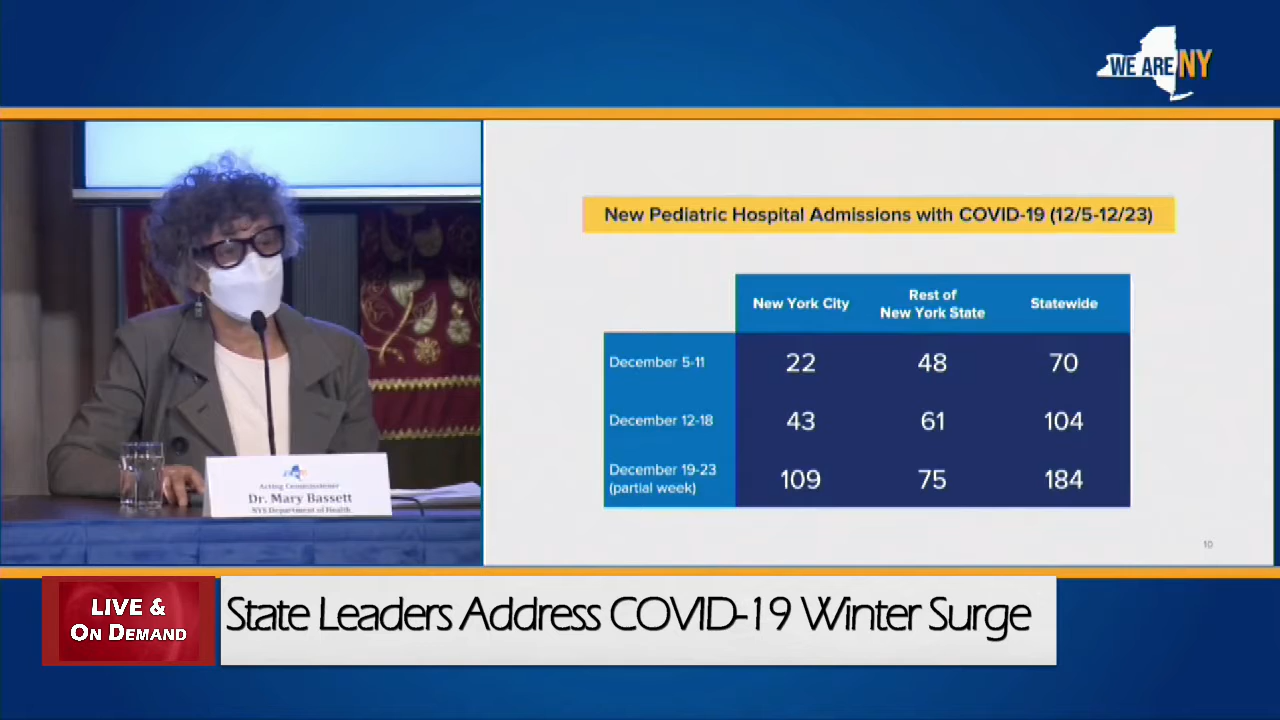 WE ARE NY
New Pediatric Hospital Admissions with COVID-19 (12/5-12/23)
New York City
Rest of
New York State
Statewide
December 5-11
22
48
70
December 12-18
43
61
104
December 19-23
(partial week)
109
75
184
10
Acting Commissioner
Dr. Mary Bassett
NYS Department of Health
LIVE &
ON DEMAND
State Leaders Address COVID-19 Winter Surge